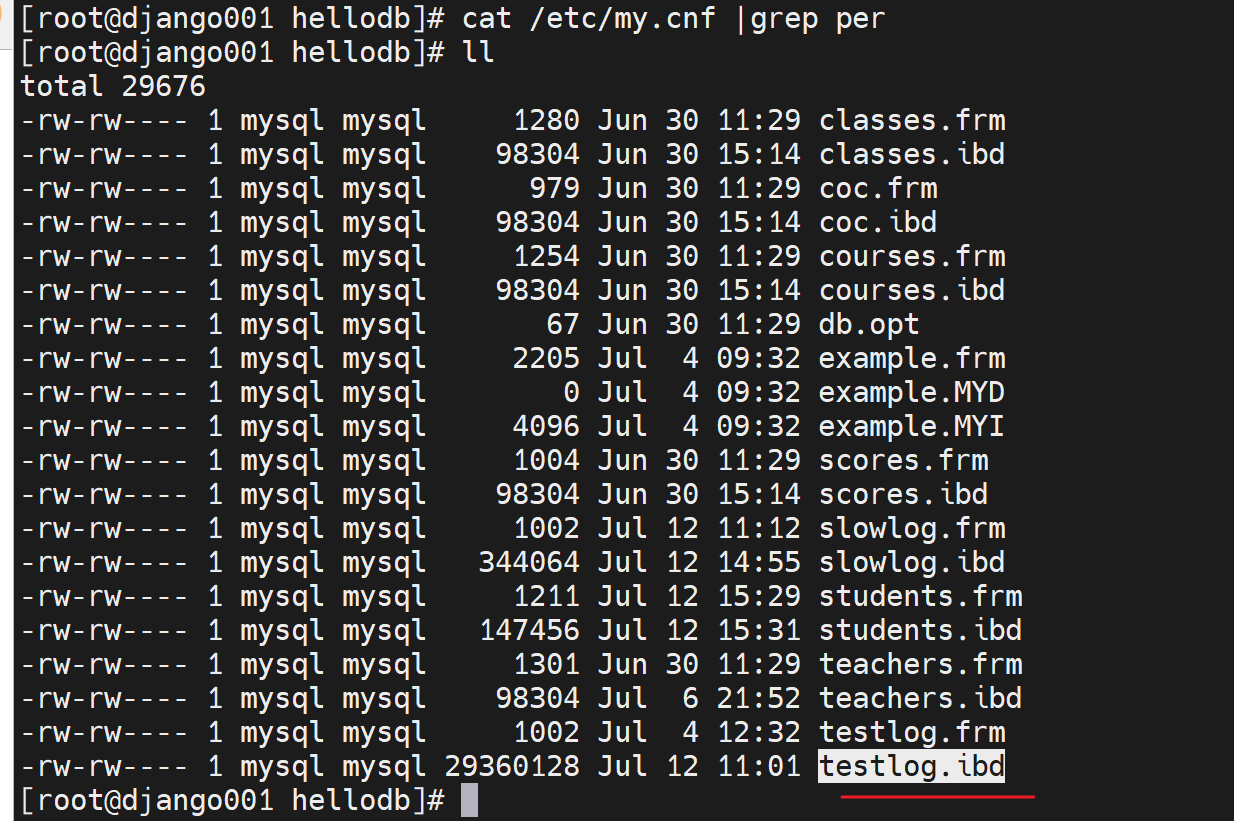 [root@django001 hellodb]# cat /etc/my.cnf |grep per
[root@django001 hellodb]# ll
total 29676
-rw-rw---- 1 mysql mysql     1280 Jun 30 11:29 classes.frm
-rw-rw---- 1 mysql mysql    98304 Jun 30 15:14 classes.ibd
-rw-rw---- 1 mysql mysql      979 Jun 30 11:29 coc.frm
-rw-rw---- 1 mysql mysql    98304 Jun 30 15:14 coc.ibd
-rw-rw---- 1 mysql mysql     1254 Jun 30 11:29 courses.frm
-rw-rw---- 1 mysql mysql    98304 Jun 30 15:14 courses.ibd
-rw-rw---- 1 mysql mysql       67 Jun 30 11:29 db.opt
-rw-rw---- 1 mysql mysql     2205 Jul  4 09:32 example.frm
-rw-rw---- 1 mysql mysql        0 Jul  4 09:32 example.MYD
-rw-rw---- 1 mysql mysql     4096 Jul  4 09:32 example.MYI
-rw-rw---- 1 mysql mysql     1004 Jun 30 11:29 scores.frm
-rw-rw---- 1 mysql mysql    98304 Jun 30 15:14 scores.ibd
-rw-rw---- 1 mysql mysql     1002 Jul 12 11:12 slowlog.frm
-rw-rw---- 1 mysql mysql   344064 Jul 12 14:55 slowlog.ibd
-rw-rw---- 1 mysql mysql     1211 Jul 12 15:29 students.frm
-rw-rw---- 1 mysql mysql   147456 Jul 12 15:31 students.ibd
-rw-rw---- 1 mysql mysql     1301 Jun 30 11:29 teachers.frm
-rw-rw---- 1 mysql mysql    98304 Jul  6 21:52 teachers.ibd
-rw-rw---- 1 mysql mysql     1002 Jul  4 12:32 testlog.frm
-rw-rw---- 1 mysql mysql 29360128 Jul 12 11:01 testlog.ibd
[root@django001 hellodb]#